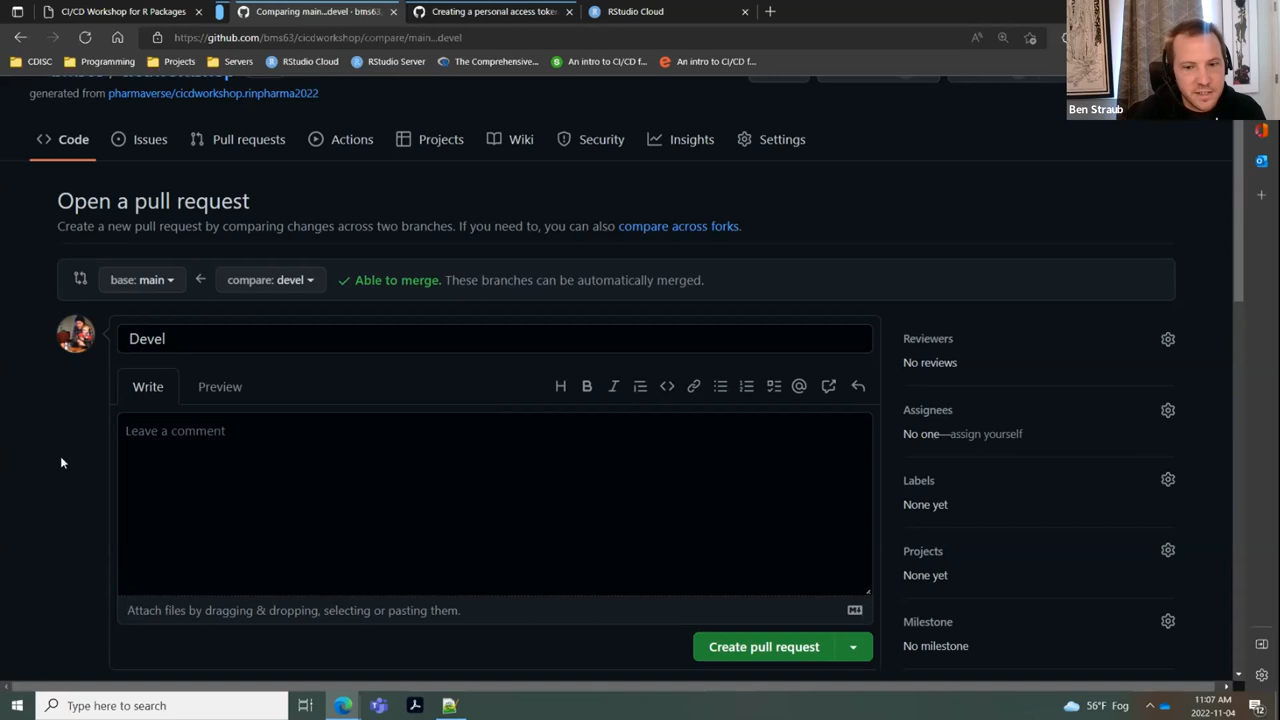 CI/CD Workshop for R Packages
Comparing main...devel · bms63,
Creating a personal access toke
RStudio Cloud
https://github.com/bms63/cicdworkshop/compare/main...devel
CDISC
Programming
Projects
Servers
RStudio Cloud
RStudio Server
The Comprehensive...
An intro to CI/CD f...
An intro to CI/CD f...
Ben Straub
generated from pharmaverse/cicdworkshop.rinpharma2022
Code
Issues
Pull requests
Actions
Projects
Wiki
Security
Insights
Settings
Open a pull request
Create a new pull request by comparing changes across two branches. If you need to, you can also compare across forks.
base: main
compare: devel
Able to merge. These branches can be automatically merged.
Devel
Write
Preview
Leave a comment
Attach files by dragging & dropping, selecting or pasting them.
Create pull request
Reviewers
No reviews
Assignees
No one—assign yourself
Labels
None yet
Projects
None yet
Milestone
No milestone
Type here to search
56°F Fog
11:07 AM
2022-11-04
12